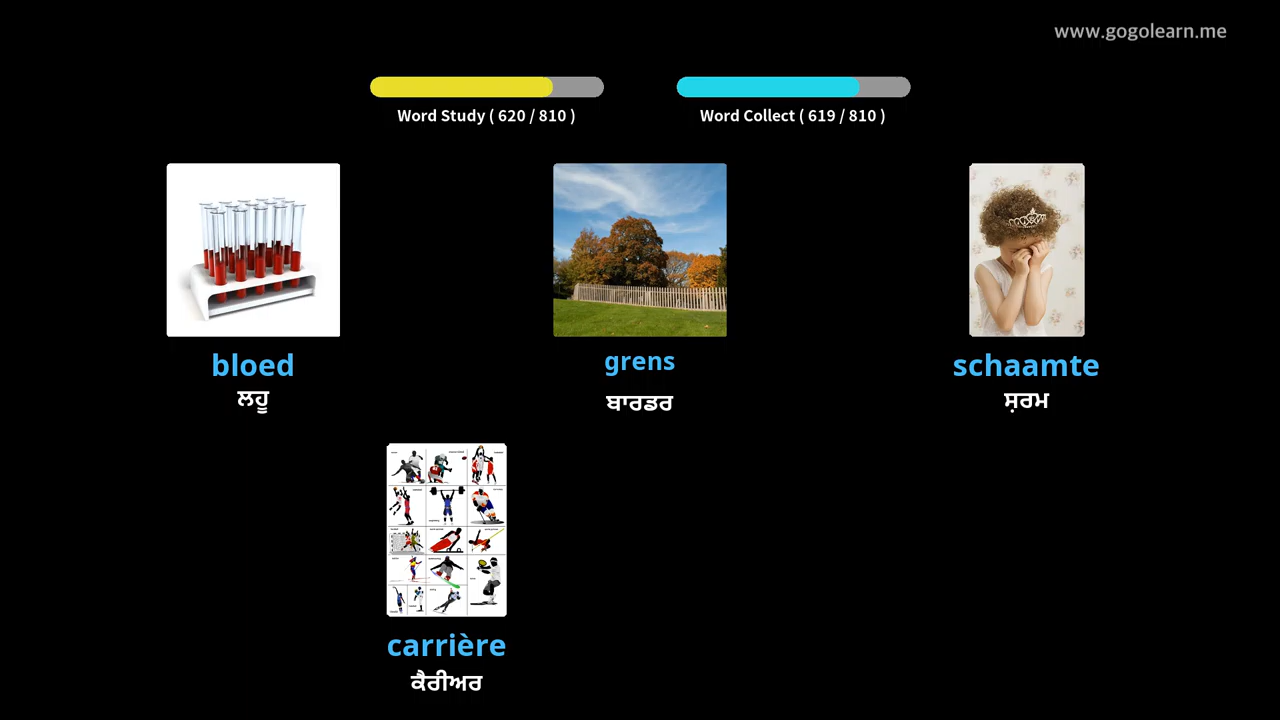 www.gogolearn.me
Word Study ( 620 / 810 )
Word Collect ( 619 / 810 )
bloed
ਲਹੂ
grens
ਬਾਰਡਰ
schaamte
ਸ਼ਰਮ
carrière
ਕੈਰੀਅਰ